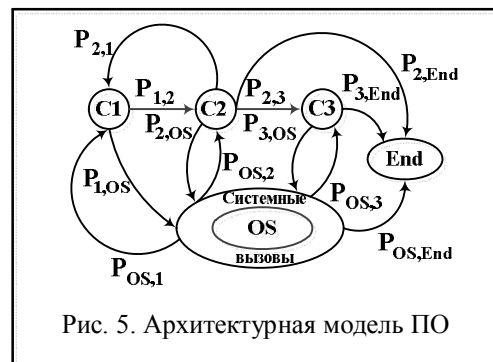 P2,1
P1,2
P2,3
P3,End
P2,End
C1
C2
C3
P2,OS
P3,OS
End
P1,OS
POS,2
POS,3
Системные
OS
вызовы
POS,1
POS,End
Рис. 5. Архитектурная модель ПО